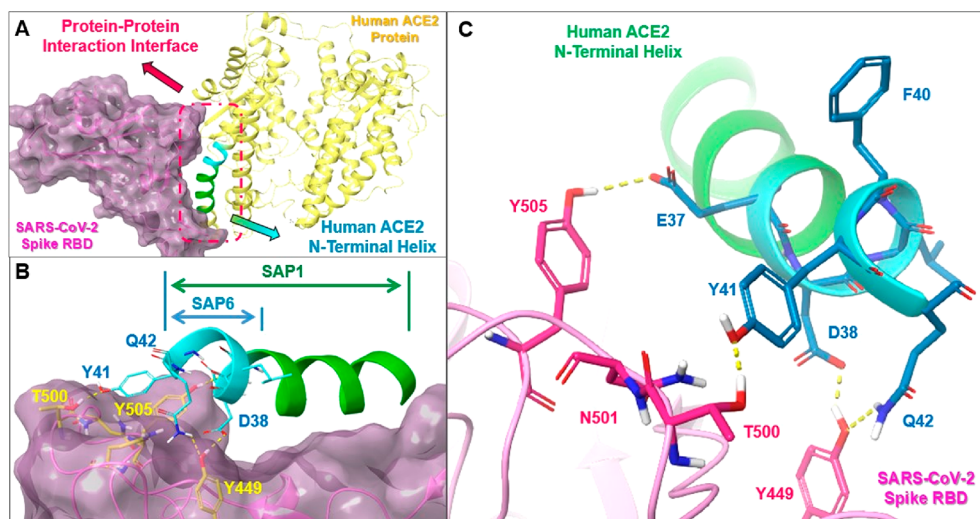 A
Protein-Protein
Interaction Interface
Human ACE2
Protein
SARS-CoV-2
Spike RBD
Human ACE2
N-Terminal Helix
B
SAP1
SAP6
Q42
Y41
T500
Y505
D38
Y449
C
Human ACE2
N-Terminal Helix
F40
Y505
E37
Y41
D38
N501
T500
Q42
Y449
SARS-CoV-2
Spike RBD